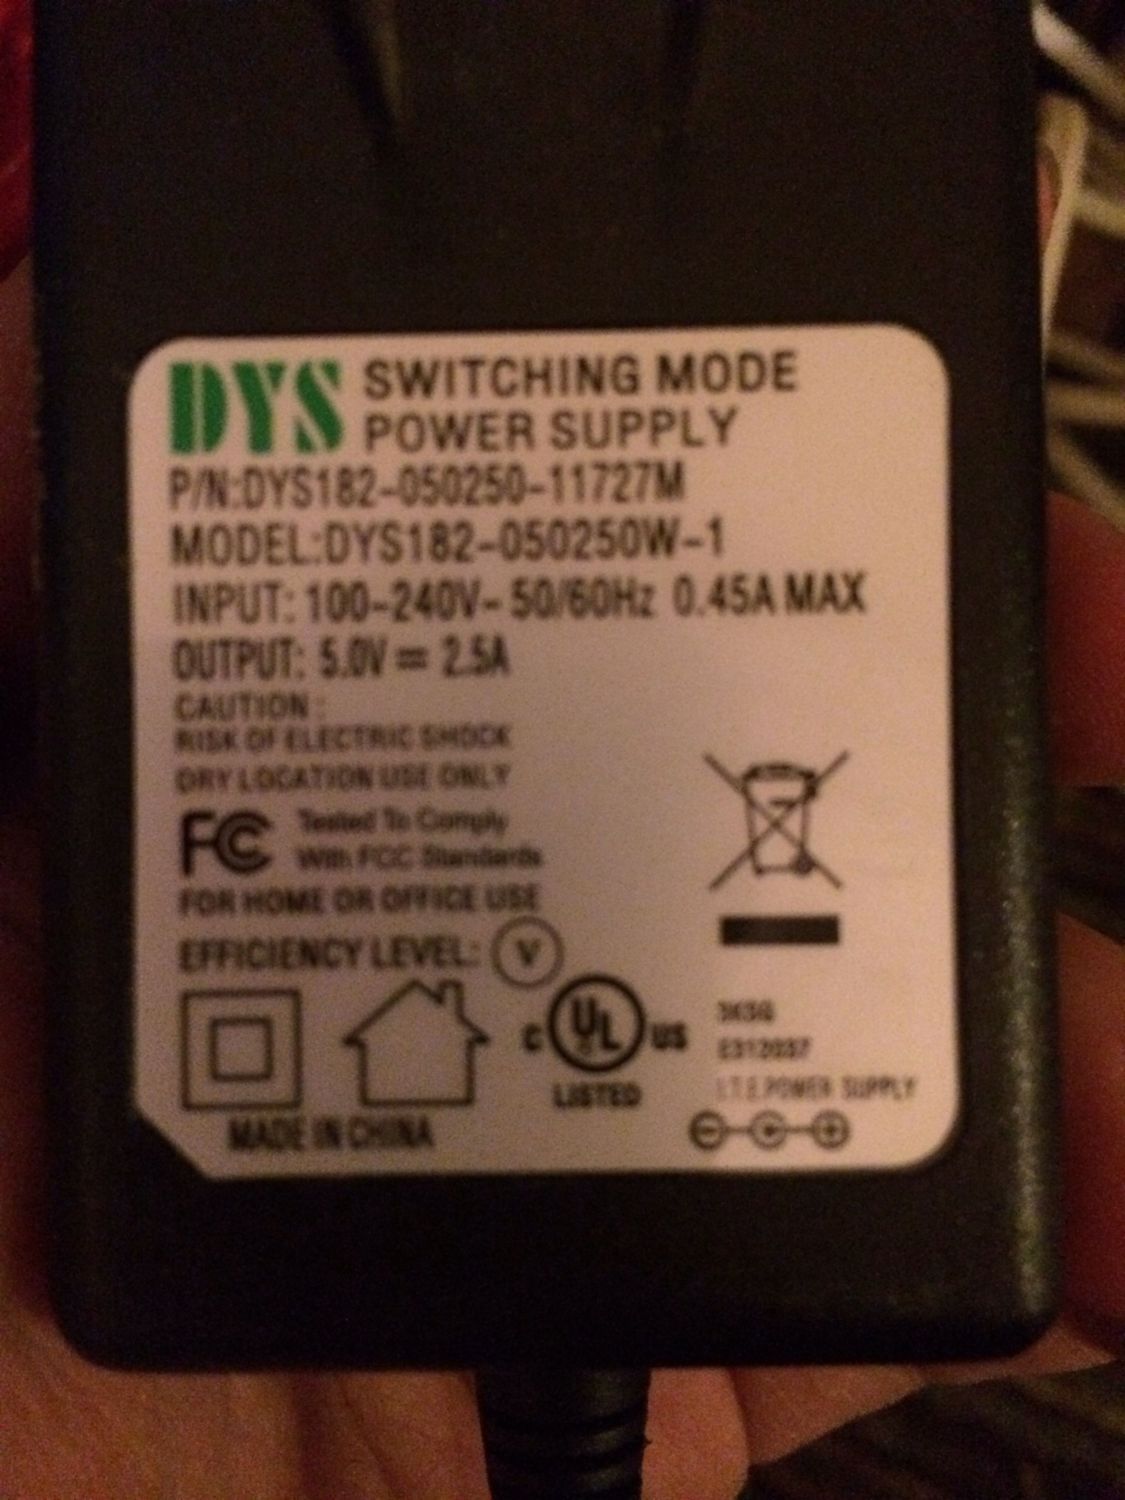 DYS SWITCHING MODE
POWER SUPPLY
P/N:DYS182-050250-11727M
MODEL:DYS182-050250W-1
INPUT: 100-240V~ 50/60Hz 0.45A MAX
OUTPUT: 5.0V⎓ 2.5A
CAUTION :
RISK OF ELECTRIC SHOCK
DRY LOCATION USE ONLY
FC Tested To Comply
With FCC Standards
FOR HOME OR OFFICE USE
EFFICIENCY LEVEL: V
C UL US
LISTED
I.T.E.POWER SUPPLY
MADE IN CHINA